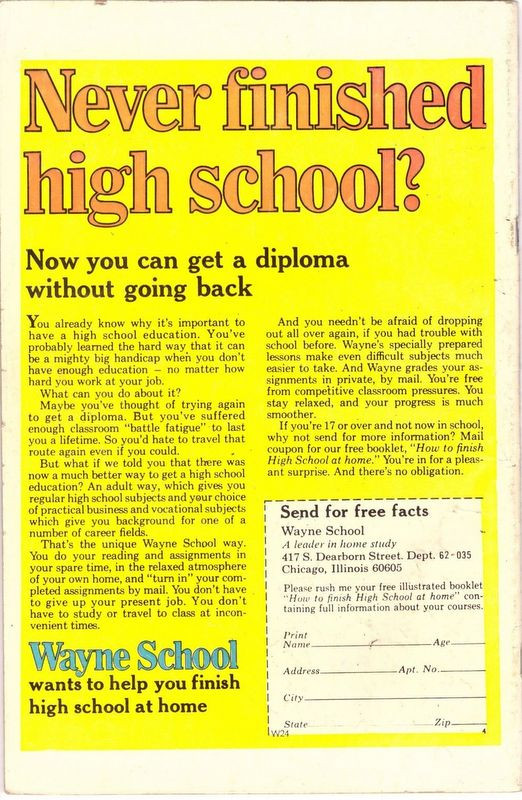 Never finished
high school?
Now you can get a diploma
without going back
You already know why it's important to
have a high school education. You've
probably learned the hard way that it can
be a mighty big handicap when you don't
have enough education – no matter how
hard you work at your job.
What can you do about it?
Maybe you've thought of trying again
to get a diploma. But you've suffered
enough classroom "battle fatigue" to last
you a lifetime. So you'd hate to travel that
route again even if you could.
But what if we told you that there was
now a much better way to get a high school
education? An adult way, which gives you
regular high school subjects and your choice
of practical business and vocational subjects
which give you background for one of a
number of career fields.
That's the unique Wayne School way.
You do your reading and assignments in
your spare time, in the relaxed atmosphere
of your own home, and "turn in" your com-
pleted assignments by mail. You don't have
to give up your present job. You don't
have to study or travel to class at incon-
venient times.
Wayne School
wants to help you finish
high school at home
And you needn't be afraid of dropping
out all over again, if you had trouble with
school before. Wayne's specially prepared
lessons make even difficult subjects much
easier to take. And Wayne grades your as-
signments in private, by mail. You're free
from competitive classroom pressures. You
stay relaxed, and your progress is much
smoother.
If you're 17 or over and not now in school,
why not send for more information? Mail
coupon for our free booklet, "How to finish
High School at home." You're in for a pleas-
ant surprise. And there's no obligation.
Send for free facts
Wayne School
A leader in home study
417 S. Dearborn Street. Dept. 62-035
Chicago, Illinois 60605
Please rush me your free illustrated booklet
"How to finish High School at home" con-
taining full information about your courses.
Print
Name Age
Address Apt. No.
City
State Zip
W24 4